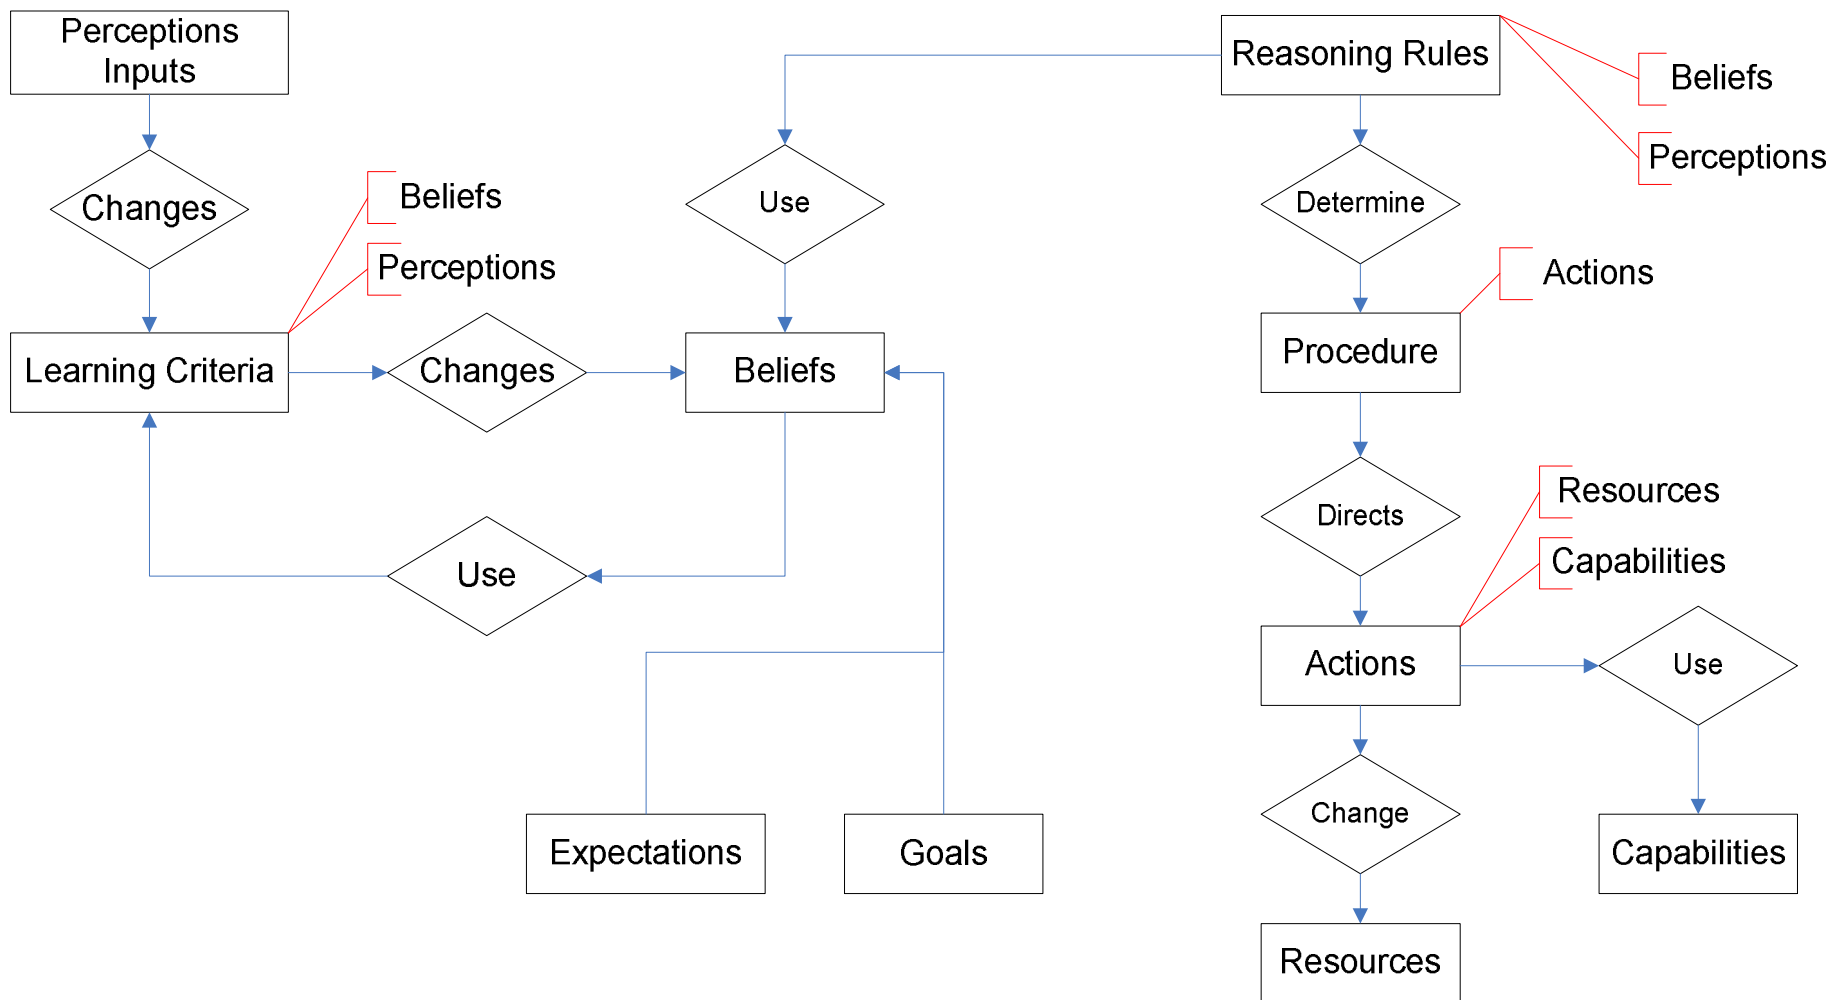 Perceptions
Inputs
Reasoning Rules
Beliefs
Perceptions
Changes
Beliefs
Perceptions
Use
Determine
Actions
Learning Criteria
Changes
Beliefs
Procedure
Use
Directs
Resources
Capabilities
Actions
Use
Expectations
Goals
Change
Capabilities
Resources